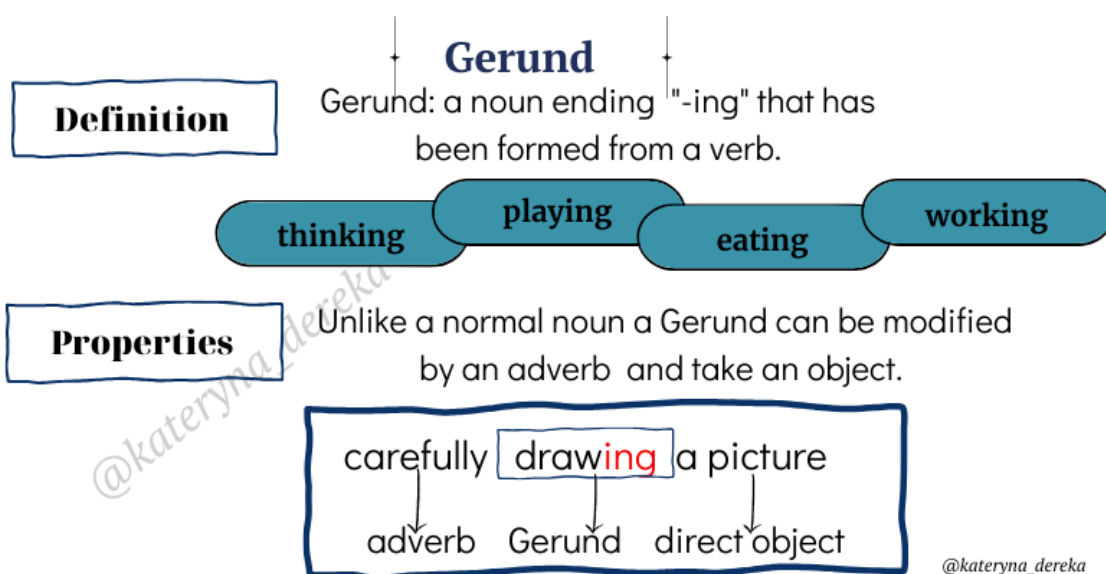 Gerund
Definition
Gerund: a noun ending "-ing" that has
been formed from a verb.
thinking
playing
eating
working
Properties
Unlike a normal noun a Gerund can be modified
by an adverb and take an object.
@kateryna_dereka
carefully drawing a picture
adverb Gerund direct object
@kateryna_dereka